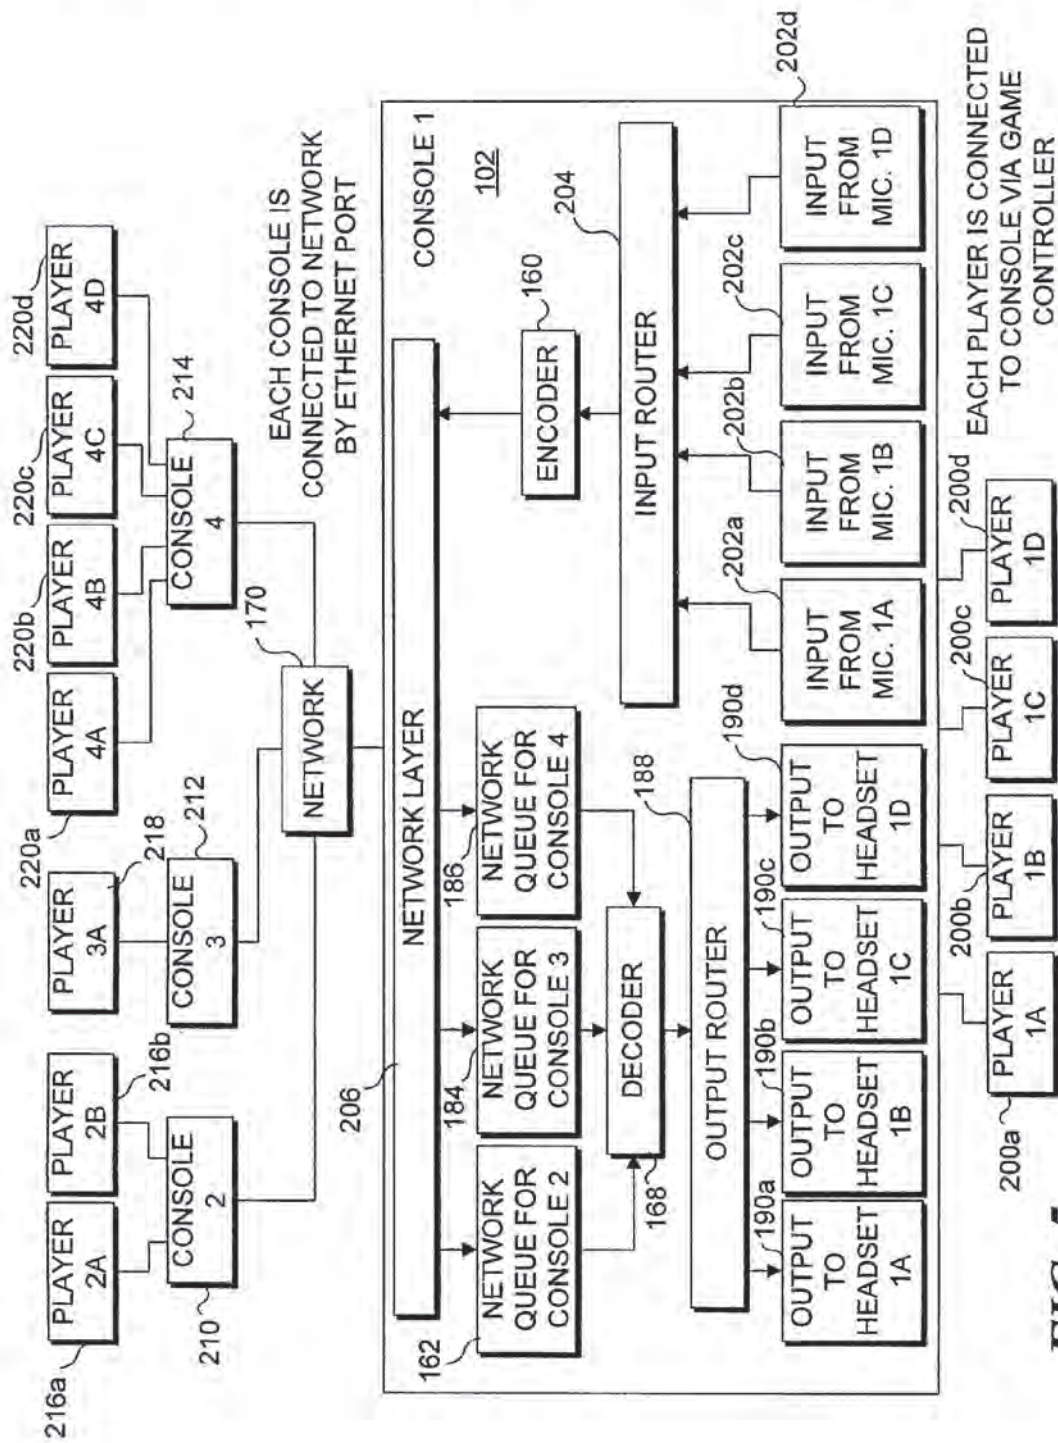 220a
220b
220c
220d
PLAYER
4A
PLAYER
4B
PLAYER
4C
PLAYER
4D
216a
216b
218
PLAYER
2A
PLAYER
2B
PLAYER
3A
CONSOLE
2
210
CONSOLE
3
212
CONSOLE
4
214
NETWORK
170
EACH CONSOLE IS
CONNECTED TO NETWORK
BY ETHERNET PORT
CONSOLE 1
102
206
NETWORK LAYER
162
NETWORK
QUEUE FOR
CONSOLE 2
184
NETWORK
QUEUE FOR
CONSOLE 3
186
NETWORK
QUEUE FOR
CONSOLE 4
ENCODER
160
DECODER
168
INPUT ROUTER
204
OUTPUT ROUTER
188
190a
OUTPUT
TO
HEADSET
1A
190b
OUTPUT
TO
HEADSET
1B
190c
OUTPUT
TO
HEADSET
1C
190d
OUTPUT
TO
HEADSET
1D
202a
INPUT
FROM
MIC. 1A
202b
INPUT
FROM
MIC. 1B
202c
INPUT
FROM
MIC. 1C
202d
INPUT
FROM
MIC. 1D
200a
PLAYER
1A
200b
PLAYER
1B
200c
PLAYER
1C
200d
PLAYER
1D
EACH PLAYER IS CONNECTED
TO CONSOLE VIA GAME
CONTROLLER